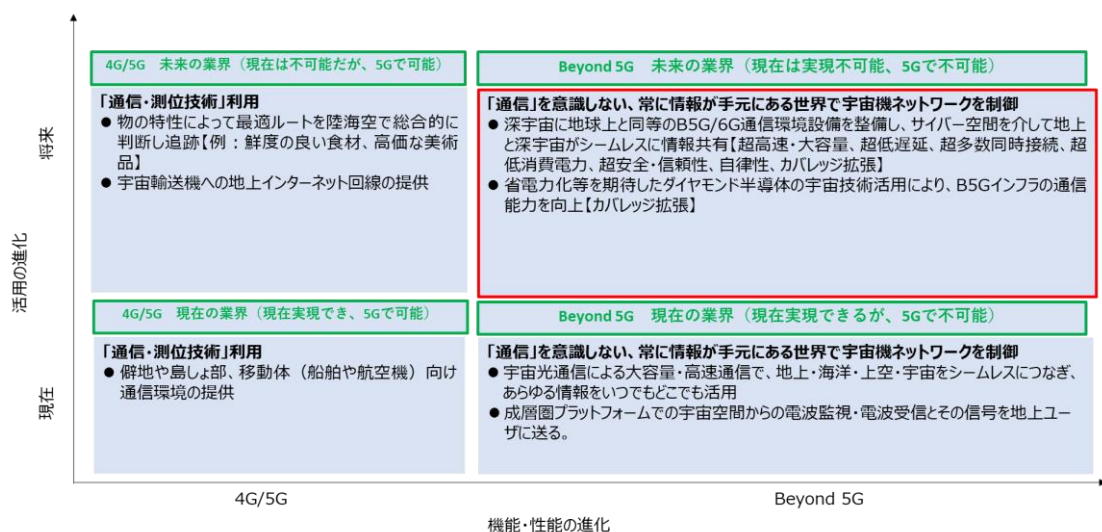 4G/5G 未来の業界（現在は不可能だが、5Gで可能）
「通信・測位技術」利用
● 物の特性によって最適ルートを陸海空で総合的に
判断し追跡【例：鮮度の良い食材、高価な美術
品】
● 宇宙輸送機への地上インターネット回線の提供
Beyond 5G 未来の業界（現在は実現不可能、5Gで不可能）
「通信」を意識しない、常に情報が手元にある世界で宇宙機ネットワークを制御
● 深宇宙に地球上と同等のB5G/6G通信環境設備を整備し、サイバー空間を介して地上
と深宇宙がシームレスに情報共有【超高速・大容量、超低遅延、超多数同時接続、超
低消費電力、超安全・信頼性、自律性、カバレッジ拡張】
● 省電力化等を期待したダイヤモンド半導体の宇宙技術活用により、B5Gインフラの通信
能力を向上【カバレッジ拡張】
4G/5G 現在の業界（現在実現でき、5Gで可能）
「通信・測位技術」利用
● 僻地や島しょ部、移動体（船舶や航空機）向け
通信環境の提供
Beyond 5G 現在の業界（現在実現できるが、5Gで不可能）
「通信」を意識しない、常に情報が手元にある世界で宇宙機ネットワークを制御
● 宇宙光通信による大容量・高速通信で、地上・海洋・上空・宇宙をシームレスにつなぎ、
あらゆる情報をいつでもどこでも活用
● 成層圏プラットフォームでの宇宙空間からの電波監視・電波受信とその信号を地上ユー
ザに送る。
将来
活用の進化
現在
4G/5G
Beyond 5G
機能・性能の進化